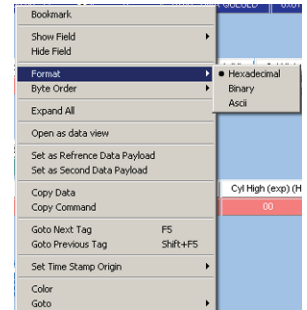 QUEUED 0x01
Bookmark
Show Field
Hide Field
Format
Hexadecimal
Byte Order
Binary
Ascii
Expand All
Open as data view
Set as Refrence Data Payload
Set as Second Data Payload
Copy Data
Cyl High (exp) (H
Copy Command
00
Goto Next Tag F5
Goto Previous Tag Shift+F5
Set Time Stamp Origin
Color
Goto